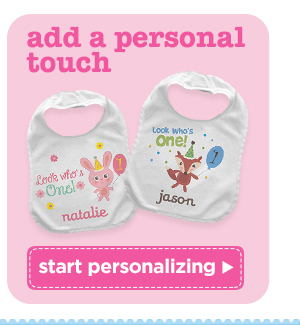 add a personal
touch
Look who's
One!
1
natalie
Look Who's
one!
1
jason
start personalizing